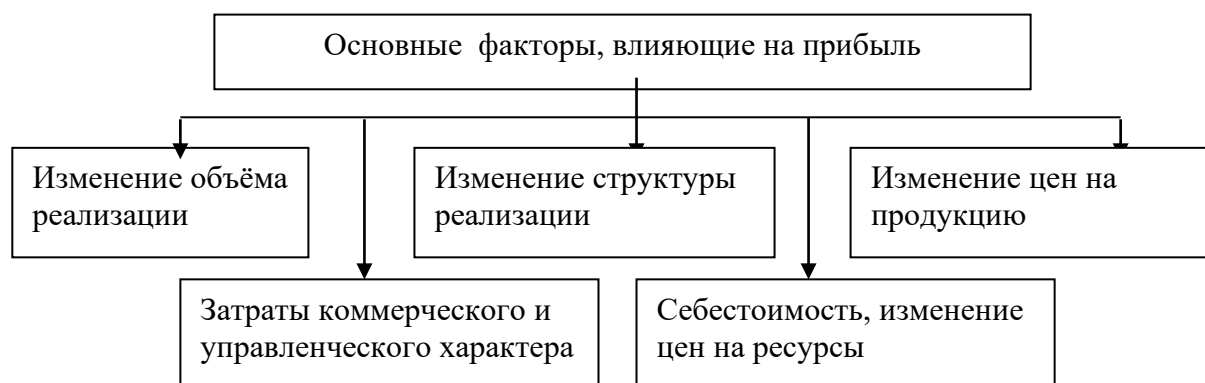 Основные факторы, влияющие на прибыль
Изменение объёма
реализации
Изменение структуры
реализации
Изменение цен на
продукцию
Затраты коммерческого и
управленческого характера
Себестоимость, изменение
цен на ресурсы